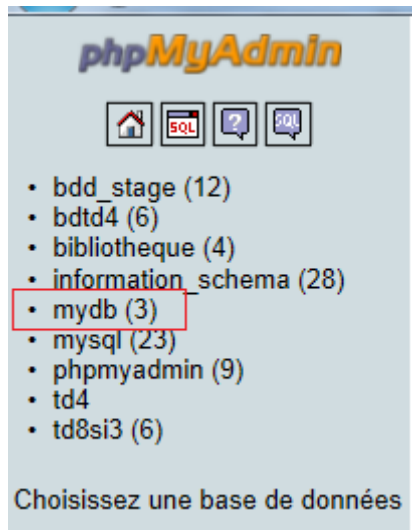 phpMyAdmin
SQL ? SQL
• bdd_stage (12)
• bdtd4 (6)
• bibliotheque (4)
• information_schema (28)
• mydb (3)
• mysql (23)
• phpmyadmin (9)
• td4
• td8si3 (6)
Choisissez une base de données